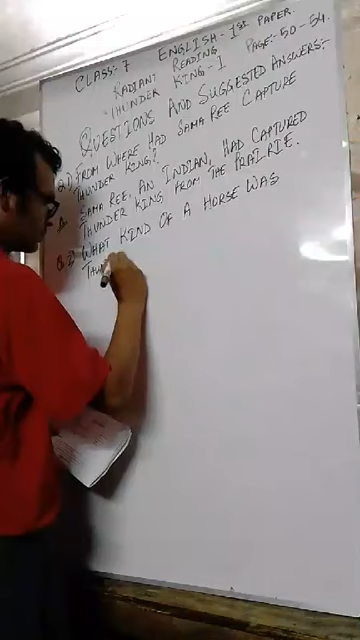 CLASS:- 7 ENGLISH - 1ST PAPER.
RADIANT READING PAGE:- 50 - 54.
"THUNDER KING - 1
QUESTIONS AND SUGGESTED ANSWERS:-
Q.1) FROM WHERE HAD SAMA REE CAPTURE
THUNDER KING?
A. SAMA REE, AN INDIAN, HAD CAPTURED
THUNDER KING FROM THE PRAIRIE.
Q.2) WHAT KIND OF A HORSE WAS
THUN